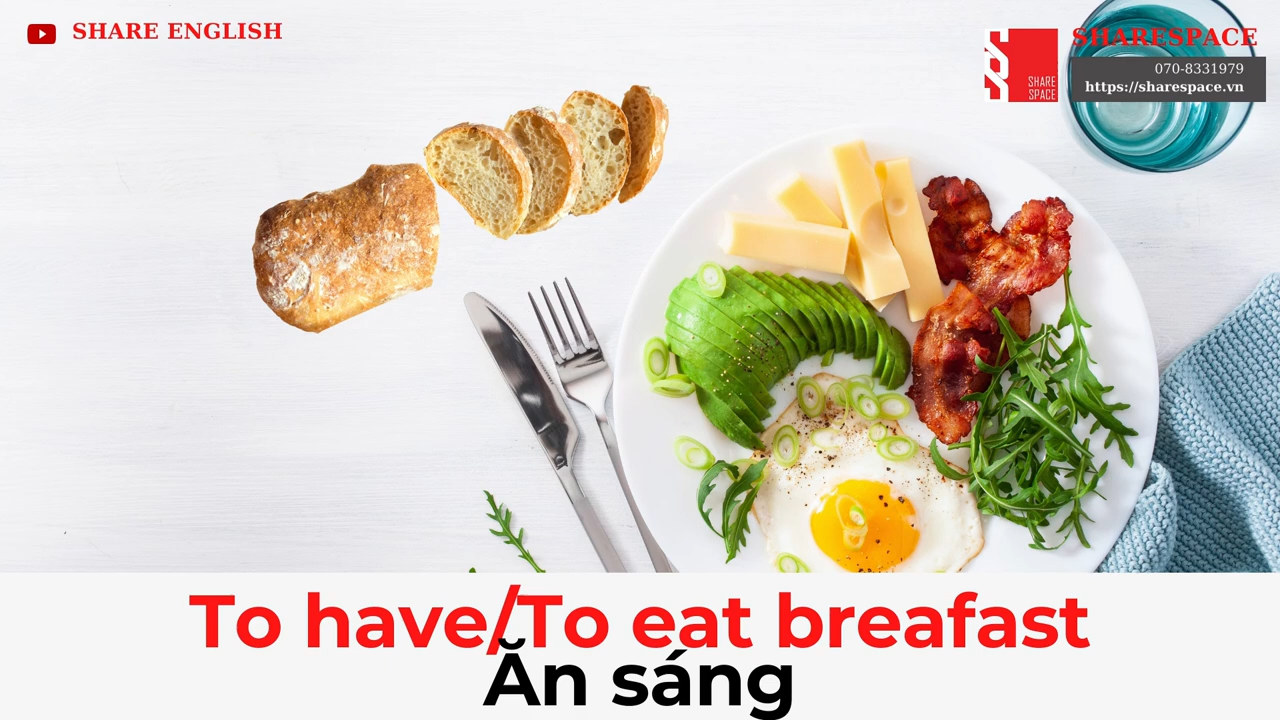 SHARE ENGLISH
SHARESPACE
070-8331979
https://sharespace.vn
SHARE
SPACE
To have/To eat breafast
Ăn sáng